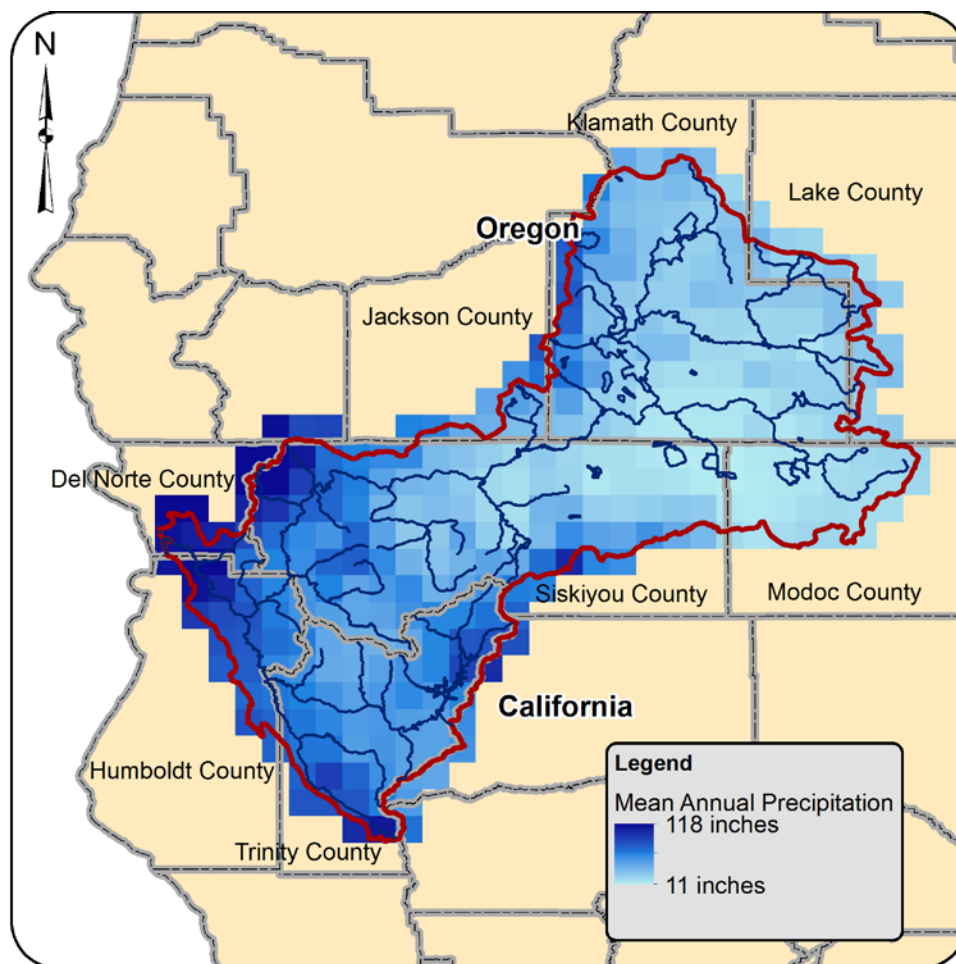 N
Klamath County
Lake County
Oregon
Jackson County
Del Norte County
Siskiyou County
Modoc County
California
Humboldt County
Trinity County
Legend
Mean Annual Precipitation
118 inches
11 inches